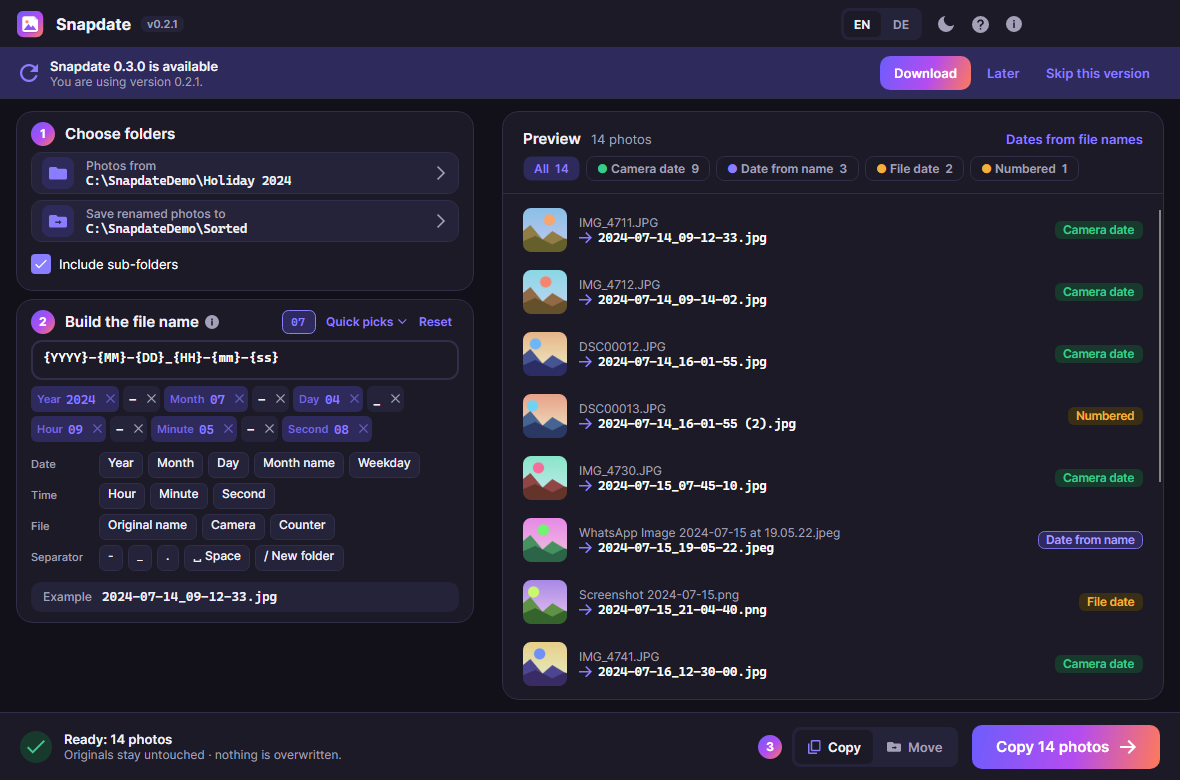 Snapdate v0.2.1
EN DE
Snapdate 0.3.0 is available
You are using version 0.2.1.
Download Later Skip this version
1 Choose folders
Photos from
C:\SnapdateDemo\Holiday 2024
Save renamed photos to
C:\SnapdateDemo\Sorted
Include sub-folders
2 Build the file name 07 Quick picks Reset
{YYYY}-{MM}-{DD}_{HH}-{mm}-{ss}
Year 2024 × - × Month 07 × - × Day 04 × _ ×
Hour 09 × - × Minute 05 × - × Second 08 ×
Date Year Month Day Month name Weekday
Time Hour Minute Second
File Original name Camera Counter
Separator - _ . ␣ Space / New folder
Example 2024-07-14_09-12-33.jpg
Preview 14 photos Dates from file names
All 14 Camera date 9 Date from name 3 File date 2 Numbered 1
IMG_4711.JPG
→ 2024-07-14_09-12-33.jpg Camera date
IMG_4712.JPG
→ 2024-07-14_09-14-02.jpg Camera date
DSC00012.JPG
→ 2024-07-14_16-01-55.jpg Camera date
DSC00013.JPG
→ 2024-07-14_16-01-55 (2).jpg Numbered
IMG_4730.JPG
→ 2024-07-15_07-45-10.jpg Camera date
WhatsApp Image 2024-07-15 at 19.05.22.jpeg
→ 2024-07-15_19-05-22.jpeg Date from name
Screenshot 2024-07-15.png
→ 2024-07-15_21-04-40.png File date
IMG_4741.JPG
→ 2024-07-16_12-30-00.jpg Camera date
Ready: 14 photos
Originals stay untouched · nothing is overwritten.
3 Copy Move Copy 14 photos →